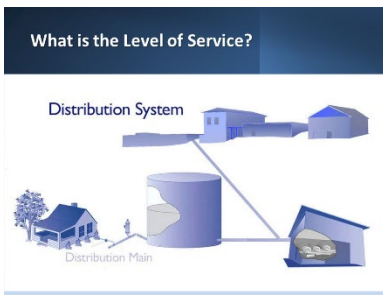 What is the Level of Service?
Distribution System
Distribution Main